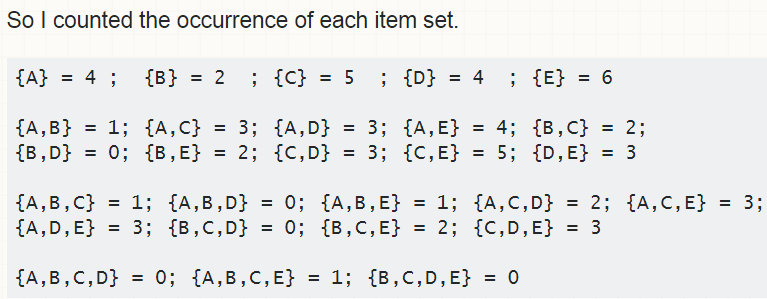 So I counted the occurrence of each item set.
{A} = 4 ;  {B} = 2  ; {C} = 5  ; {D} = 4  ; {E} = 6
{A,B} = 1; {A,C} = 3; {A,D} = 3; {A,E} = 4; {B,C} = 2;
{B,D} = 0; {B,E} = 2; {C,D} = 3; {C,E} = 5; {D,E} = 3
{A,B,C} = 1; {A,B,D} = 0; {A,B,E} = 1; {A,C,D} = 2; {A,C,E} = 3;
{A,D,E} = 3; {B,C,D} = 0; {B,C,E} = 2; {C,D,E} = 3
{A,B,C,D} = 0; {A,B,C,E} = 1; {B,C,D,E} = 0